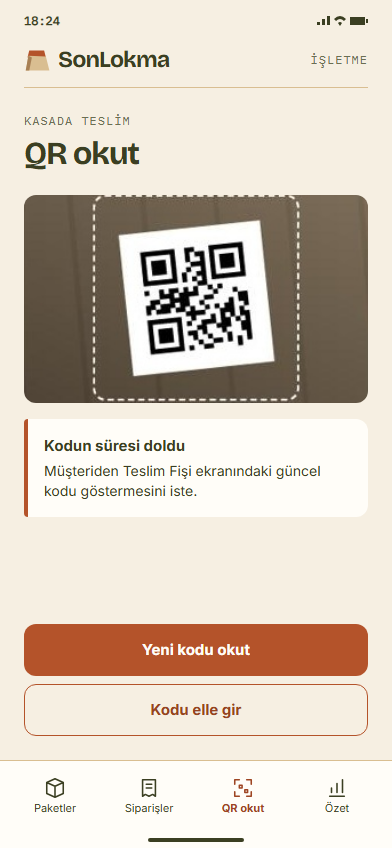 18:24
SonLokma
İŞLETME
KASADA TESLİM
QR okut
Kodun süresi doldu
Müşteriden Teslim Fişi ekranındaki güncel
kodu göstermesini iste.
Yeni kodu okut
Kodu elle gir
Paketler
Siparişler
QR okut
Özet